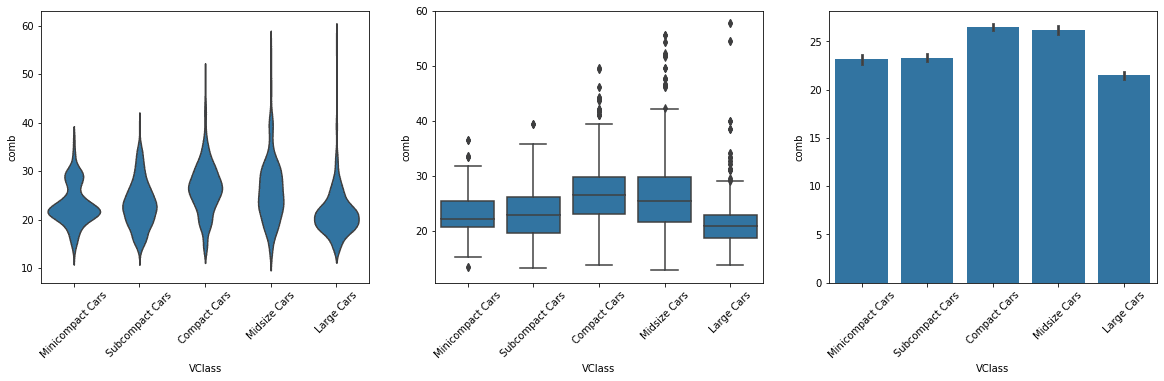 comb
60
50
40
30
20
10
Minicompact Cars
Subcompact Cars
Compact Cars
Midsize Cars
Large Cars
VClass
comb
60
50
40
30
20
Minicompact Cars
Subcompact Cars
Compact Cars
Midsize Cars
Large Cars
VClass
comb
25
20
15
10
5
0
Minicompact Cars
Subcompact Cars
Compact Cars
Midsize Cars
Large Cars
VClass